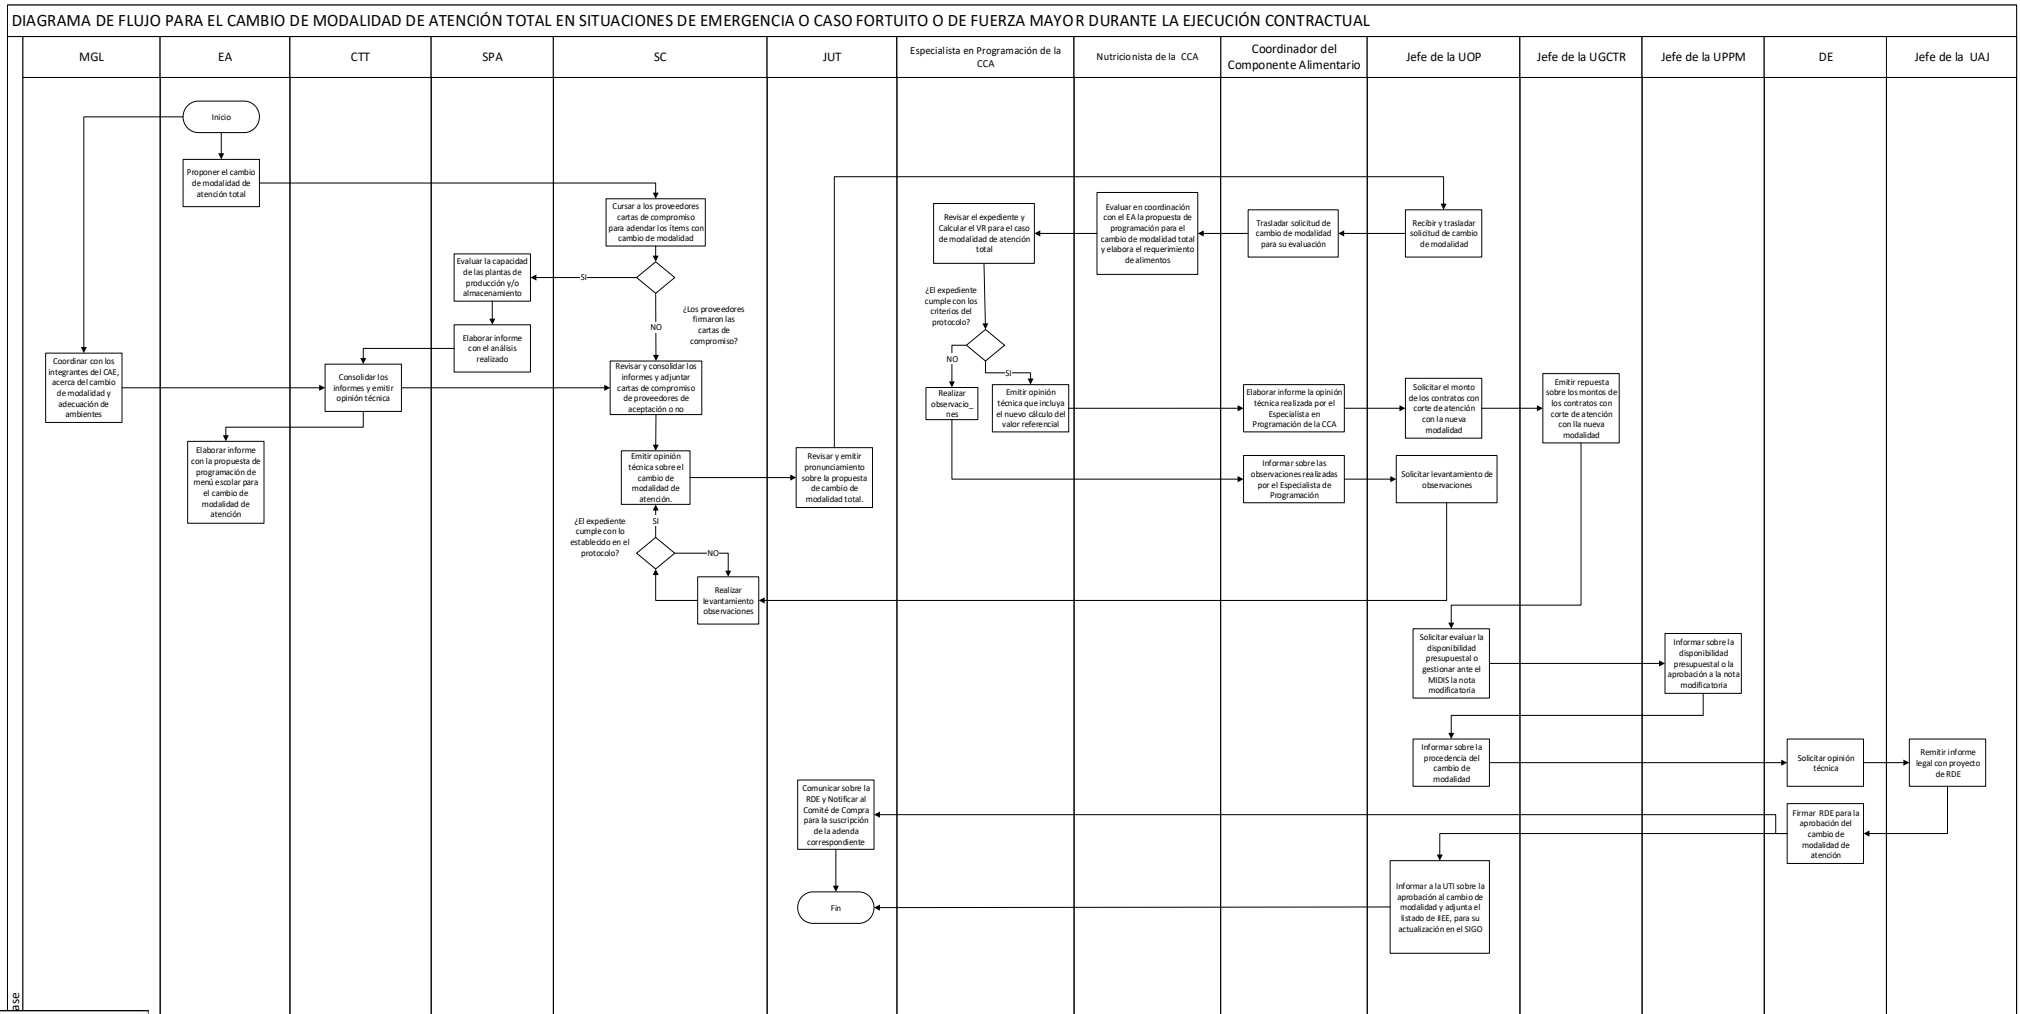 DIAGRAMA DE FLUJO PARA EL CAMBIO DE MODALIDAD DE ATENCIÓN TOTAL EN SITUACIONES DE EMERGENCIA O CASO FORTUITO O DE FUERZA MAYOR DURANTE LA EJECUCIÓN CONTRACTUAL
MGL
EA
CTT
SPA
SC
JUT
Especialista en Programación de la
CCA
Nutricionista de la CCA
Coordinador del
Componente Alimentario
Jefe de la UOP
Jefe de la UGCTR
Jefe de la UPPM
DE
Jefe de la UAJ
Inicio
Proponer el cambio
de modalidad de
atención total
Cursar a los proveedores
cartas de compromiso
para adendar los ítems con
cambio de modalidad
Revisar el expediente y
Calcular el VR para el caso
de modalidad de atención
total
Evaluar en coordinación
con el EA la propuesta de
programación para el
cambio de modalidad total
y elabora el requerimiento
de alimentos
Trasladar solicitud de
cambio de modalidad
para su evaluación
Recibir y trasladar
solicitud de cambio
de modalidad
Evaluar la capacidad
de las plantas de
producción y/o
almacenamiento
SI
NO
¿Los proveedores
firmaron las
cartas de
compromiso?
¿El expediente
cumple con los
criterios del
protocolo?
Elaborar informe
con el análisis
realizado
NO
SI
Coordinar con los
integrantes del CAE,
acerca del cambio
de modalidad y
adecuación de
ambientes
Consolidar los
informes y emitir
opinión técnica
Revisar y consolidar los
informes y adjuntar
cartas de compromiso
de proveedores de
aceptación o no
Realizar
observacio_
nes
Emitir opinión
técnica que incluya
el nuevo cálculo del
valor referencial
Elaborar informe la opinión
técnica realizada por el
Especialista en
Programación de la CCA
Solicitar el monto
de los contratos con
corte de atención
con la nueva
modalidad
Emitir repuesta
sobre los montos de
los contratos con
corte de atención
con lla nueva
modalidad
Elaborar informe
con la propuesta de
programación de
menú escolar para
el cambio de
modalidad de
atención
Emitir opinión
técnica sobre el
cambio de
modalidad de
atención.
Revisar y emitir
pronunciamiento
sobre la propuesta
de cambio de
modalidad total.
Informar sobre las
observaciones realizadas
por el Especialista de
Programación
Solicitar levantamiento de
observaciones
¿El expediente
cumple con lo
establecido en el
protocolo?
SI
NO
Realizar
levantamiento
observaciones
Solicitar evaluar la
disponibilidad
presupuestal o
gestionar ante el
MIDIS la nota
modificatoria
Informar sobre la
disponibilidad
presupuestal o la
aprobación a la nota
modificatoria
Informar sobre la
procedencia del
cambio de
modalidad
Solicitar opinión
técnica
Remitir informe
legal con proyecto
de RDE
Comunicar sobre la
RDE y Notificar al
Comité de Compra
para la suscripción
de la adenda
correspondiente
Firmar RDE para la
aprobación del
cambio de
modalidad de
atención
Informar a la UTI sobre la
aprobación al cambio de
modalidad y adjunta el
listado de IIEE, para su
actualización en el SIGO
Fin
ase